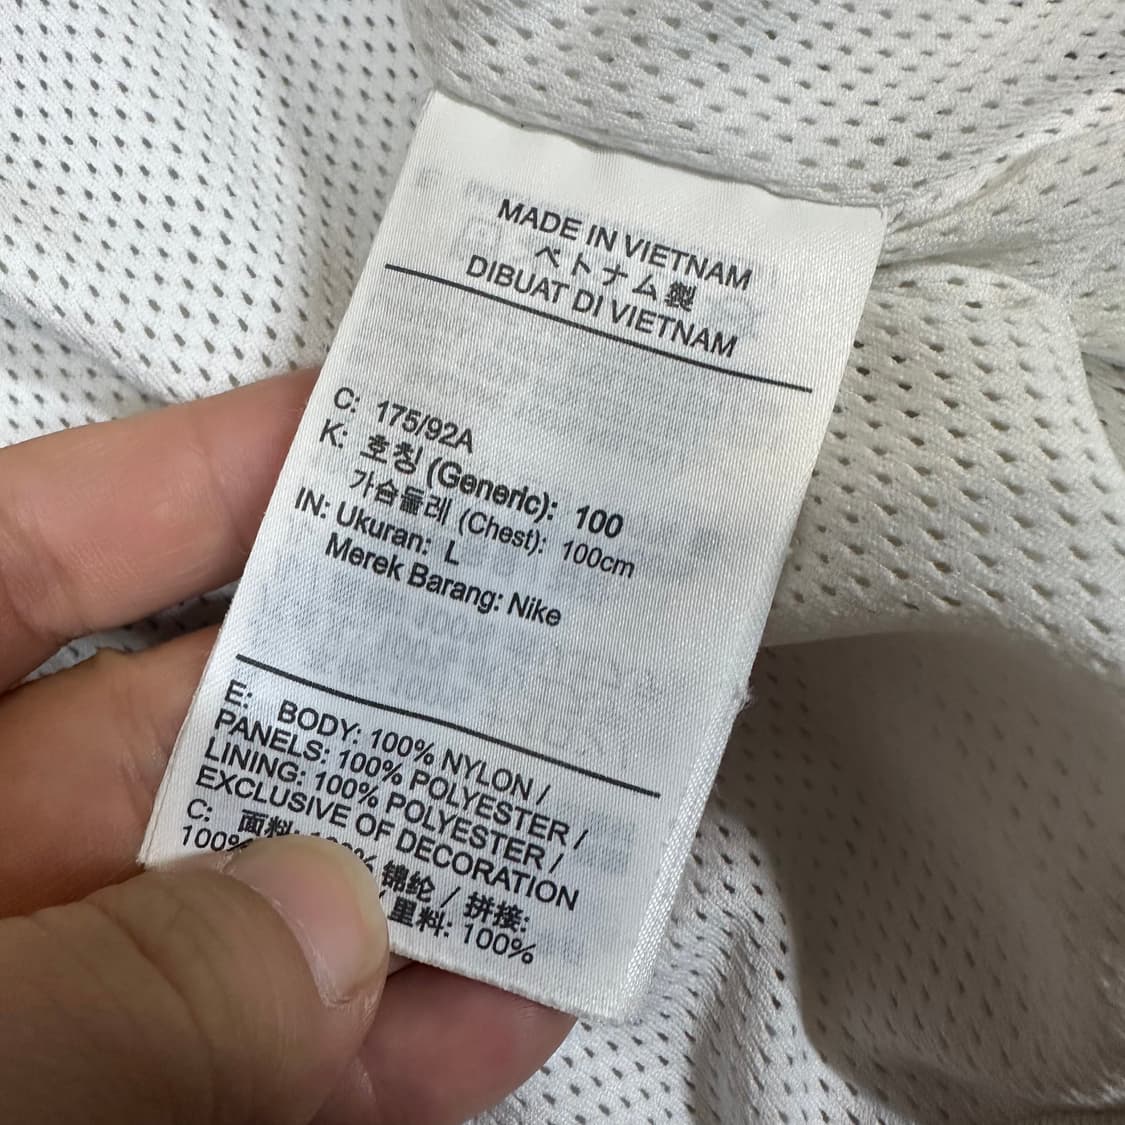 MADE IN VIETNAM
ベトナム製
DIBUAT DI VIETNAM
C: 175/92A
K: 호칭 (Generic): 100
가슴둘레 (Chest): 100cm
IN: Ukuran: L
Merek Barang: Nike
E: BODY: 100% NYLON /
PANELS: 100% POLYESTER /
LINING: 100% POLYESTER /
EXCLUSIVE OF DECORATION
C: 面料: 100% 锦纶 / 拼接:
100% 里料: 100%